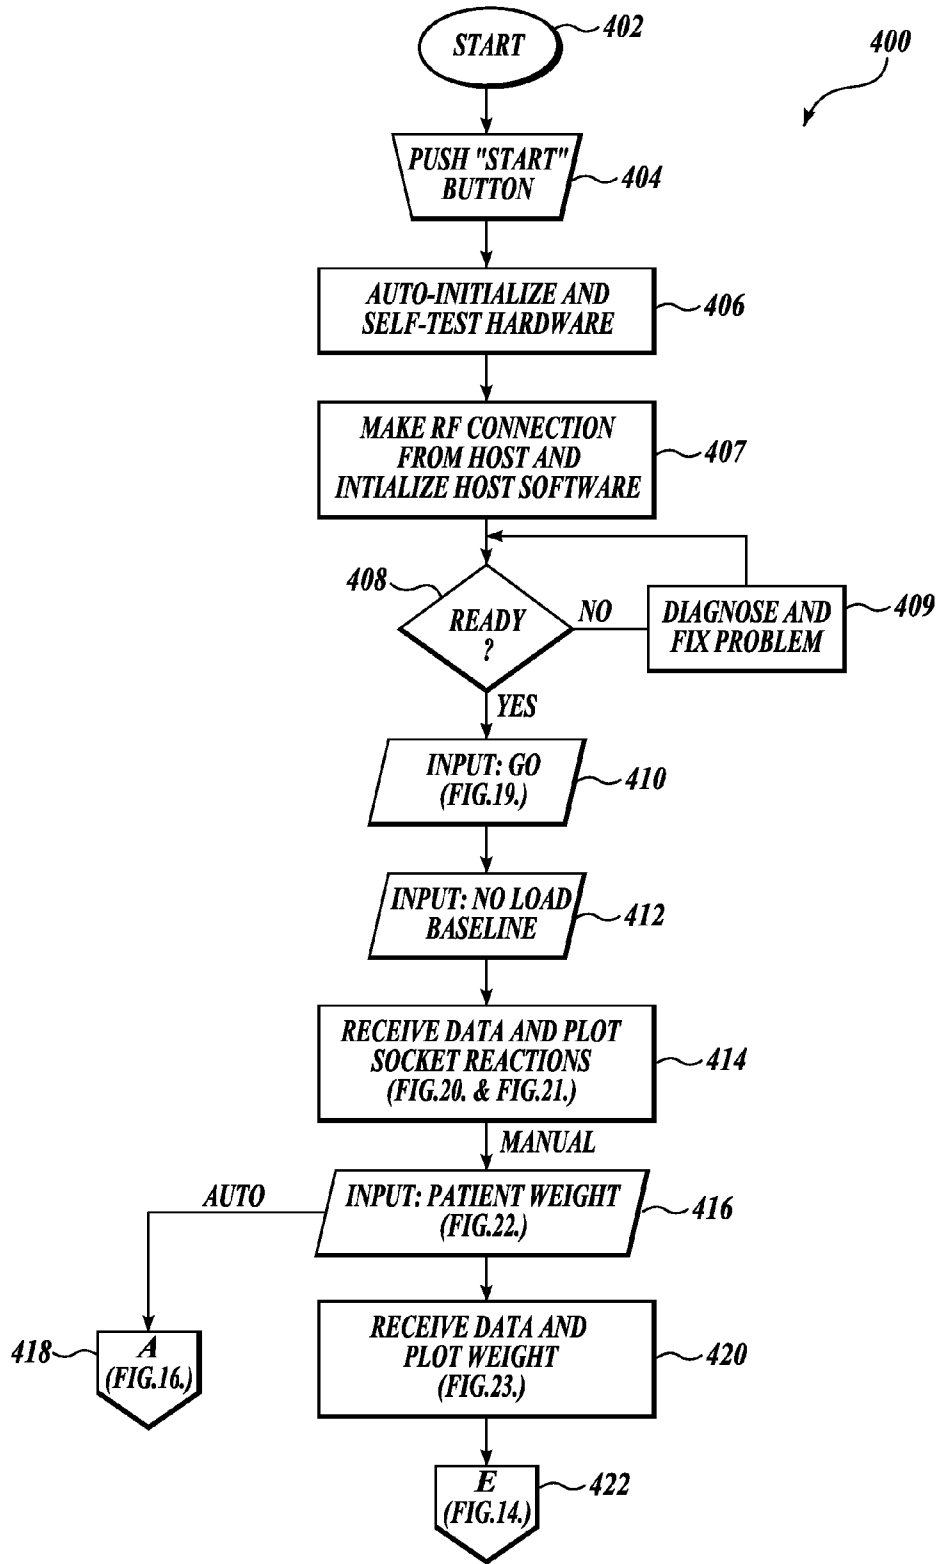 START
402
400
PUSH "START"
BUTTON
404
AUTO-INITIALIZE AND
SELF-TEST HARDWARE
406
MAKE RF CONNECTION
FROM HOST AND
INTIALIZE HOST SOFTWARE
407
408
READY
?
NO
DIAGNOSE AND
FIX PROBLEM
409
YES
INPUT: GO
(FIG.19.)
410
INPUT: NO LOAD
BASELINE
412
RECEIVE DATA AND PLOT
SOCKET REACTIONS
(FIG.20. & FIG.21.)
414
MANUAL
AUTO
INPUT: PATIENT WEIGHT
(FIG.22.)
416
418
A
(FIG.16.)
RECEIVE DATA AND
PLOT WEIGHT
(FIG.23.)
420
E
(FIG.14.)
422